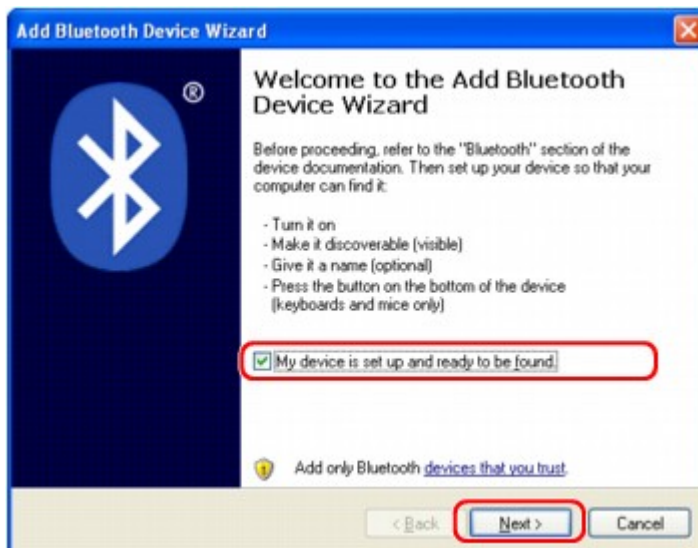 Add Bluetooth Device Wizard
®
Welcome to the Add Bluetooth
Device Wizard
Before proceeding, refer to the "Bluetooth" section of the
device documentation. Then set up your device so that your
computer can find it:
- Turn it on
- Make it discoverable (visible)
- Give it a name (optional)
- Press the button on the bottom of the device
(keyboards and mice only)
My device is set up and ready to be found.
Add only Bluetooth devices that you trust.
< Back Next > Cancel